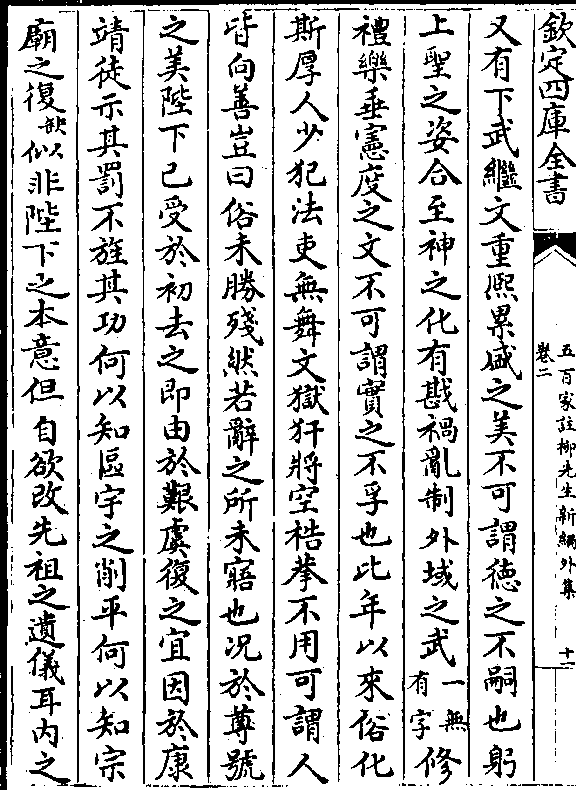 欽定四庫全書
五百家註柳先生新編外集
卷二
十一
又有下武繼文重熙累盛之美不可謂德之不嗣也躬
上聖之姿合至神之化有戡禍亂制外域之武一無有字修
禮樂垂憲度之文不可謂實之不孚也比年以來俗化
斯厚人少犯法吏無舞文獄犴將空梏拲不用可謂人
皆向善豈曰俗未勝殘然若辭之所未寤也况於尊號
之美陛下已受於初去之即由於艱虞復之宜因於康
靖徒示其罰不旌其功何以知區宇之削平何以知宗
廟之復缺似非陛下之本意但自欲改先祖之遺儀耳内之